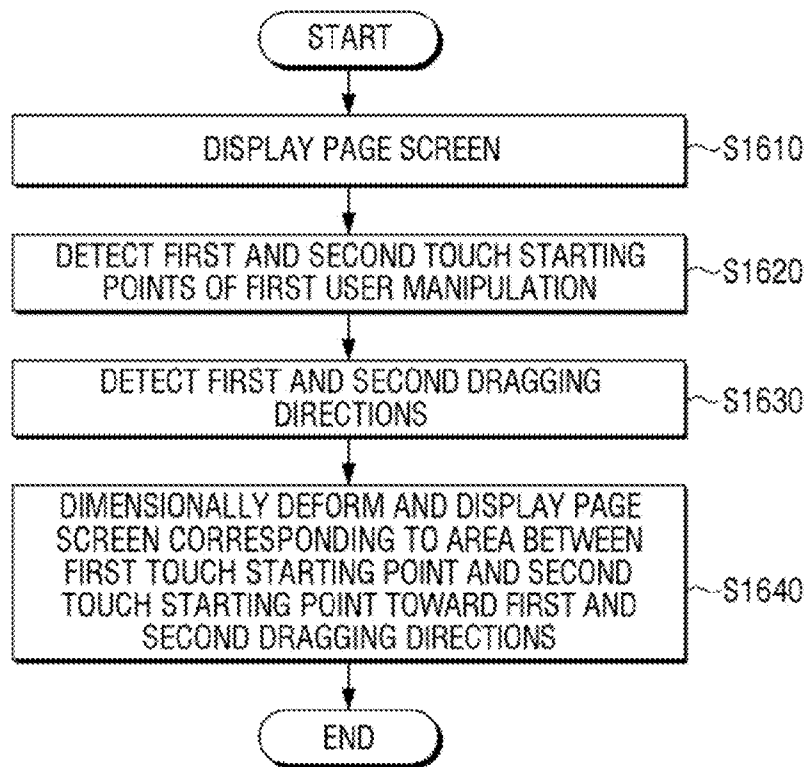 START
DISPLAY PAGE SCREEN
S1610
DETECT FIRST AND SECOND TOUCH STARTING
POINTS OF FIRST USER MANIPULATION
S1620
DETECT FIRST AND SECOND DRAGGING
DIRECTIONS
S1630
DIMENSIONALLY DEFORM AND DISPLAY PAGE
SCREEN CORRESPONDING TO AREA BETWEEN
FIRST TOUCH STARTING POINT AND SECOND
TOUCH STARTING POINT TOWARD FIRST AND
SECOND DRAGGING DIRECTIONS
S1640
END